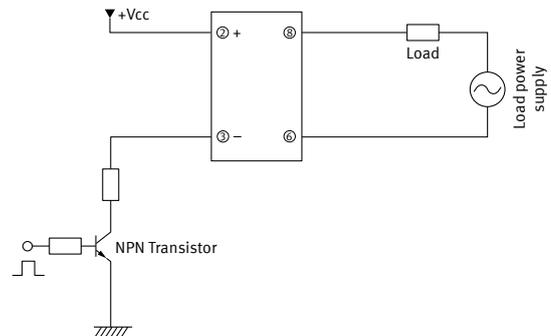 +Vcc
② +
⑧
Load
Load power
supply
③ −
⑥
NPN Transistor